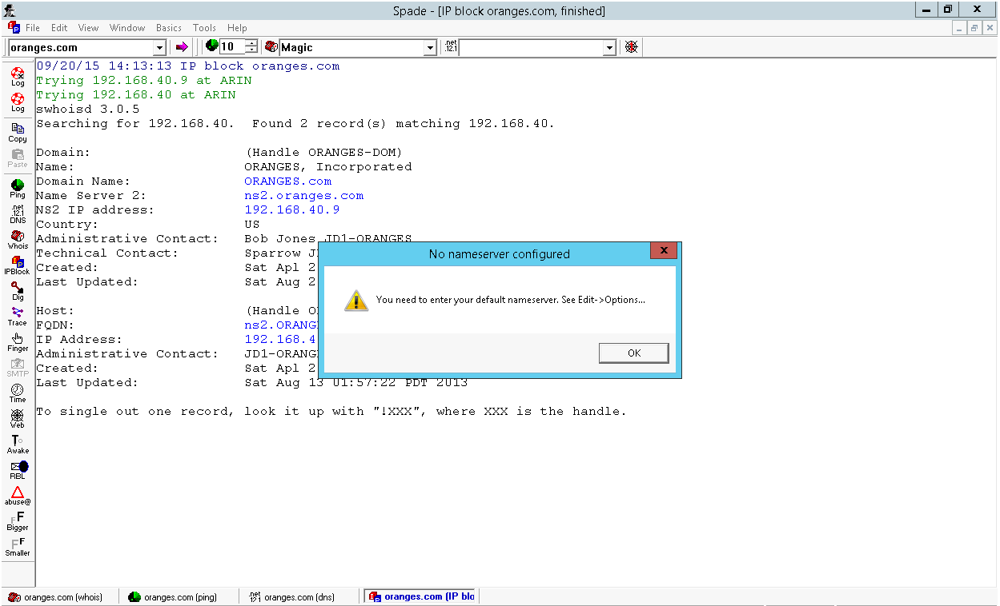 Spade - [IP block oranges.com, finished]
File Edit View Window Basics Tools Help
oranges.com 10 Magic .net 12.1
Log
Log
Copy
Paste
Ping
.net 12.1 DNS
Whois
IPBlock
Dig
Trace
Finger
SMTP
Time
Web
Awake
RBL
abuse@
Bigger
Smaller
09/20/15 14:13:13 IP block oranges.com
Trying 192.168.40.9 at ARIN
Trying 192.168.40 at ARIN
swhoisd 3.0.5
Searching for 192.168.40. Found 2 record(s) matching 192.168.40.
Domain: (Handle ORANGES-DOM)
Name: ORANGES, Incorporated
Domain Name: ORANGES.com
Name Server 2: ns2.oranges.com
NS2 IP address: 192.168.40.9
Country: US
Administrative Contact: Bob Jones JD1-ORANGES
Technical Contact: Sparrow J
Created: Sat Apl 2
Last Updated: Sat Aug 2
Host: (Handle O
FQDN: ns2.ORANG
IP Address: 192.168.4
Administrative Contact: JD1-ORANG
Created: Sat Apl 2
Last Updated: Sat Aug 13 01:57:22 PDT 2013
To single out one record, look it up with "!XXX", where XXX is the handle.
No nameserver configured
You need to enter your default nameserver. See Edit->Options...
OK
oranges.com (whois) oranges.com (ping) .net 12.1 oranges.com (dns) oranges.com (IP blo